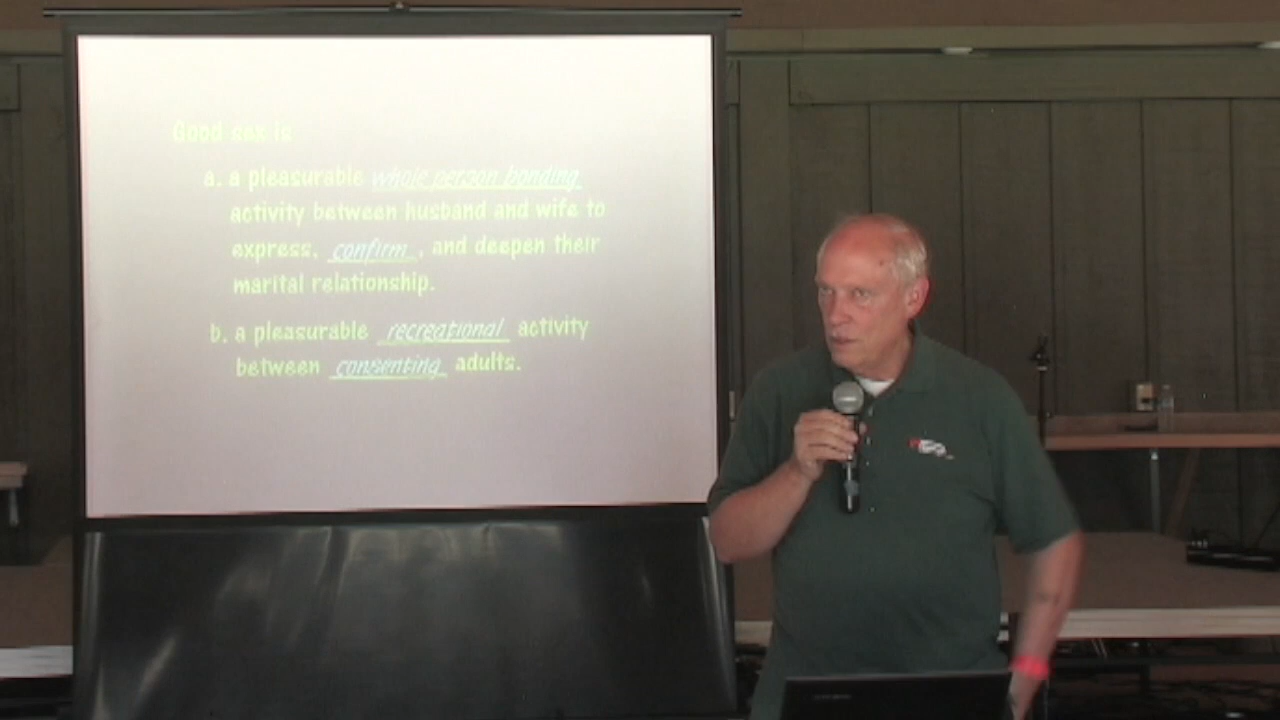 Good sex is
a. a pleasurable whole person bonding
activity between husband and wife to
express, confirm, and deepen their
marital relationship.
b. a pleasurable recreational activity
between consenting adults.